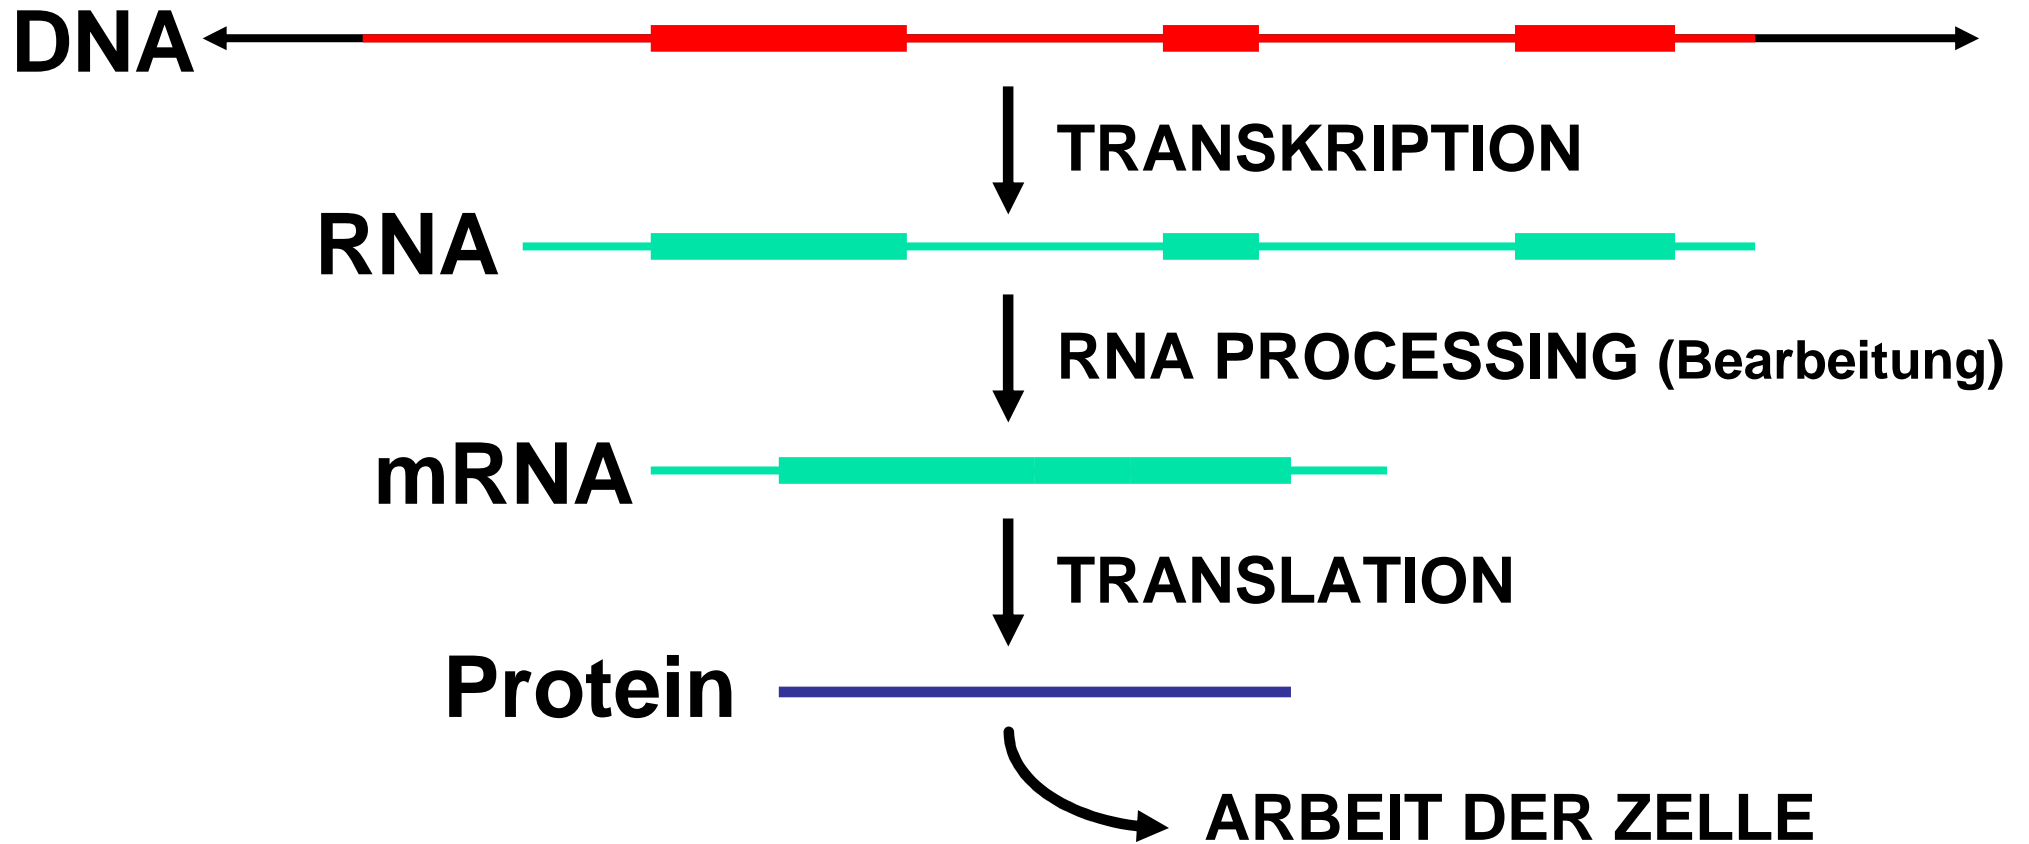 DNA
TRANSKRIPTION
RNA
RNA PROCESSING (Bearbeitung)
mRNA
TRANSLATION
Protein
ARBEIT DER ZELLE